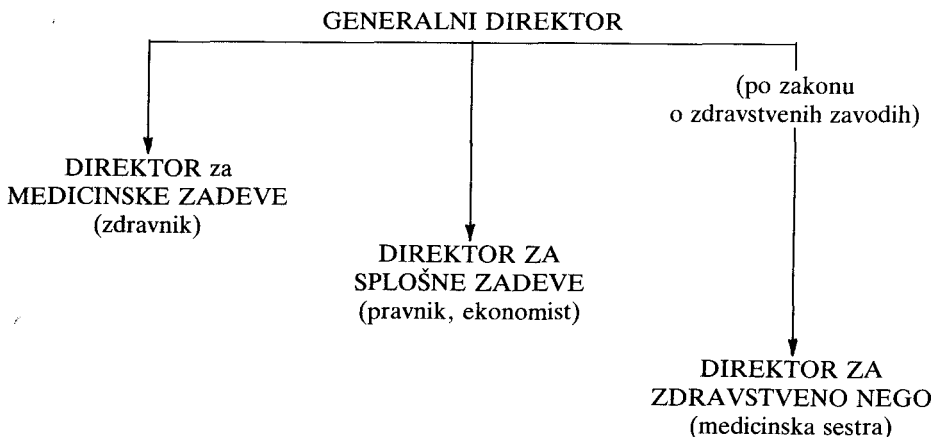 GENERALNI DIREKTOR
(po zakonu
o zdravstvenih zavodih)
DIREKTOR za
MEDICINSKE ZADEVE
(zdravnik)
DIREKTOR ZA
SPLOŠNE ZADEVE
(pravnik, ekonomist)
DIREKTOR ZA
ZDRAVSTVENO NEGO
(medicinska sestra)